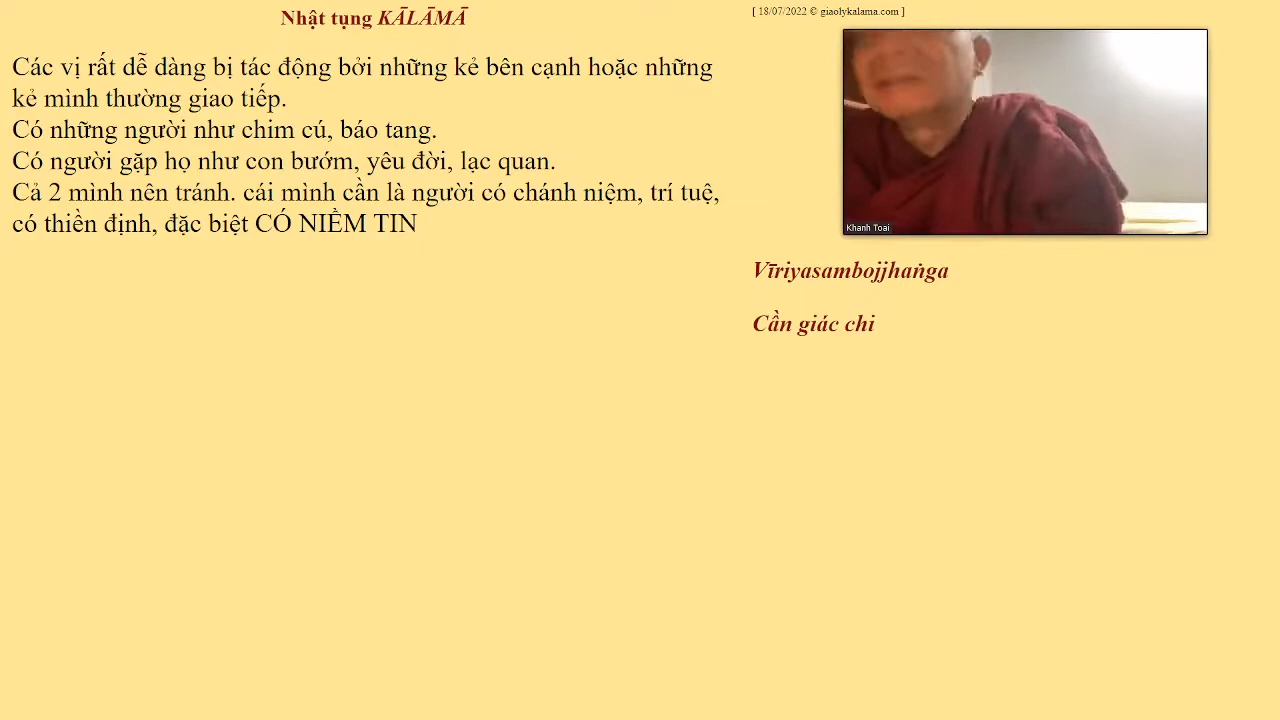 Nhật tụng KĀLĀMĀ
Các vị rất dễ dàng bị tác động bởi những kẻ bên cạnh hoặc những
kẻ mình thường giao tiếp.
Có những người như chim cú, báo tang.
Có người gặp họ như con bướm, yêu đời, lạc quan.
Cả 2 mình nên tránh. cái mình cần là người có chánh niệm, trí tuệ,
có thiền định, đặc biệt CÓ NIỀM TIN
[ 18/07/2022 © giaolykalama.com ]
Khanh Toai
Vīriyasambojjhaṅga
Cần giác chi